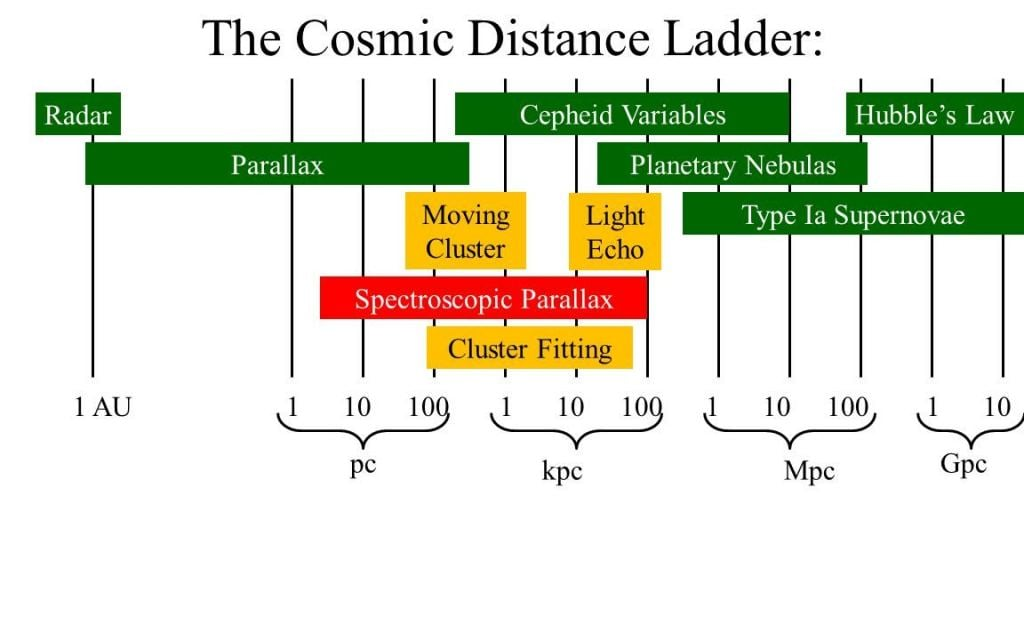 The Cosmic Distance Ladder:
Radar
Cepheid Variables
Hubble's Law
Parallax
Planetary Nebulas
Moving
Cluster
Light
Echo
Type Ia Supernovae
Spectroscopic Parallax
Cluster Fitting
1 AU 1 10 100 1 10 100 1 10 100 1 10
pc kpc Mpc Gpc